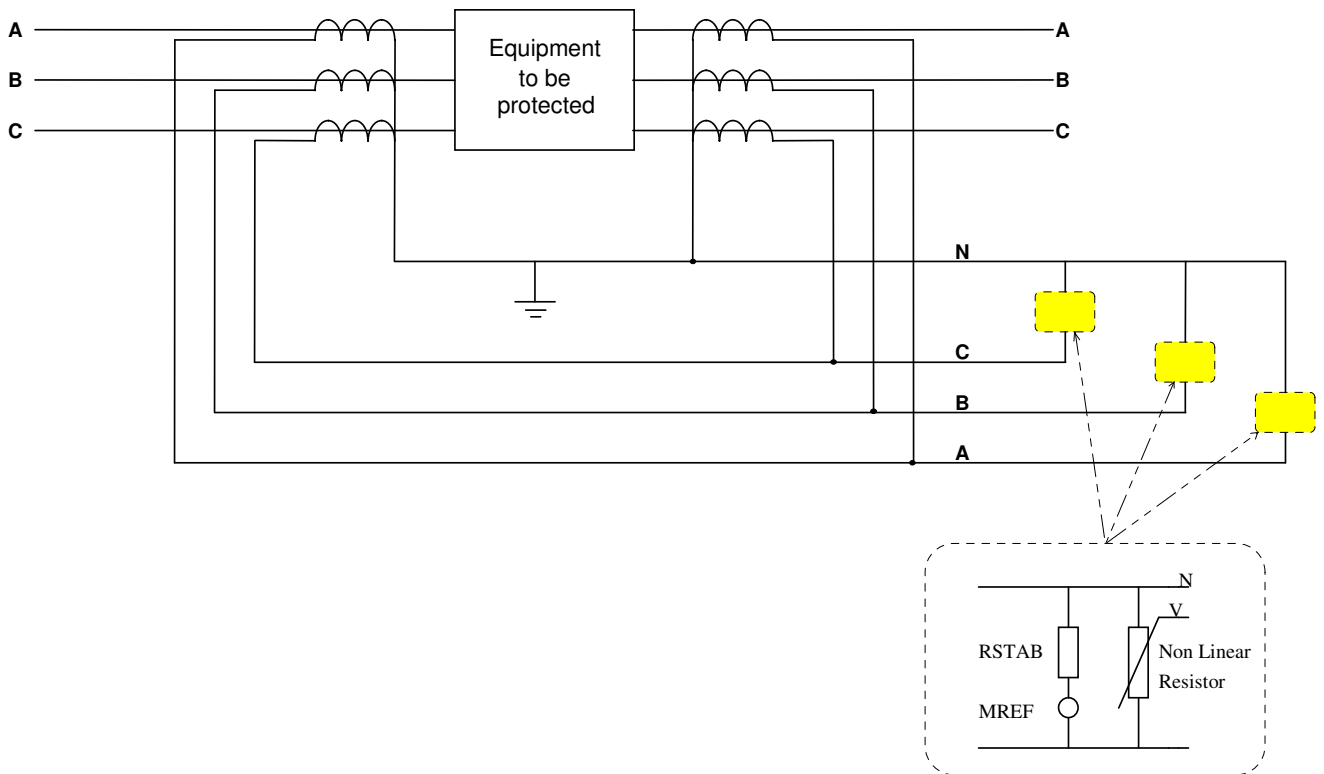 A
A
Equipment
to be
protected
B
B
C
C
N
C
B
A
N
V
RSTAB
Non Linear
Resistor
MREF